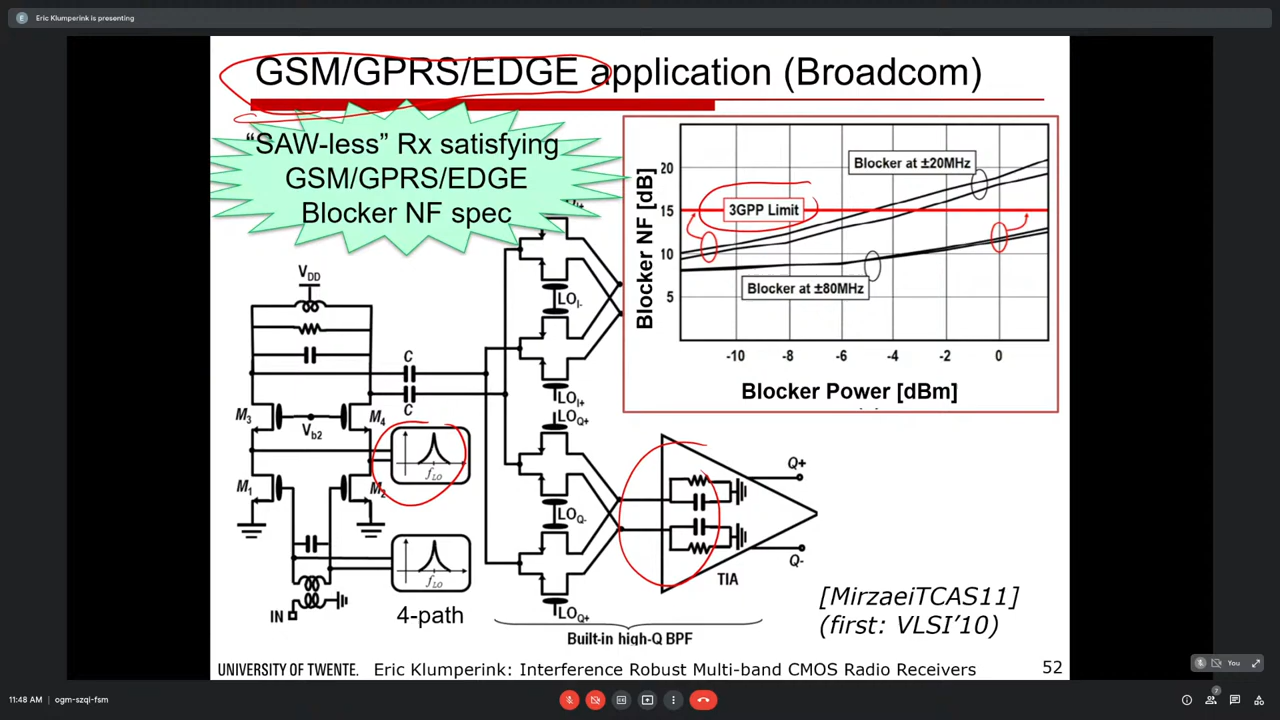 E
Eric Klumperink is presenting
GSM/GPRS/EDGE application (Broadcom)
“SAW-less” Rx satisfying
GSM/GPRS/EDGE
Blocker NF spec
Blocker NF [dB]
20
15
10
5
Blocker at ±20MHz
3GPP Limit
Blocker at ±80MHz
-10 -8 -6 -4 -2 0
Blocker Power [dBm]
VDD
C
C
M3
M4
Vb2
M1
M2
fLO
fLO
4-path
IN
LOI-
LOI+
LOQ+
LOQ-
LOQ+
Q+
Q-
TIA
Built-in high-Q BPF
[MirzaeiTCAS11]
(first: VLSI’10)
UNIVERSITY OF TWENTE. Eric Klumperink: Interference Robust Multi-band CMOS Radio Receivers 52
You
11:48 AM ogm-szqi-fsm
7